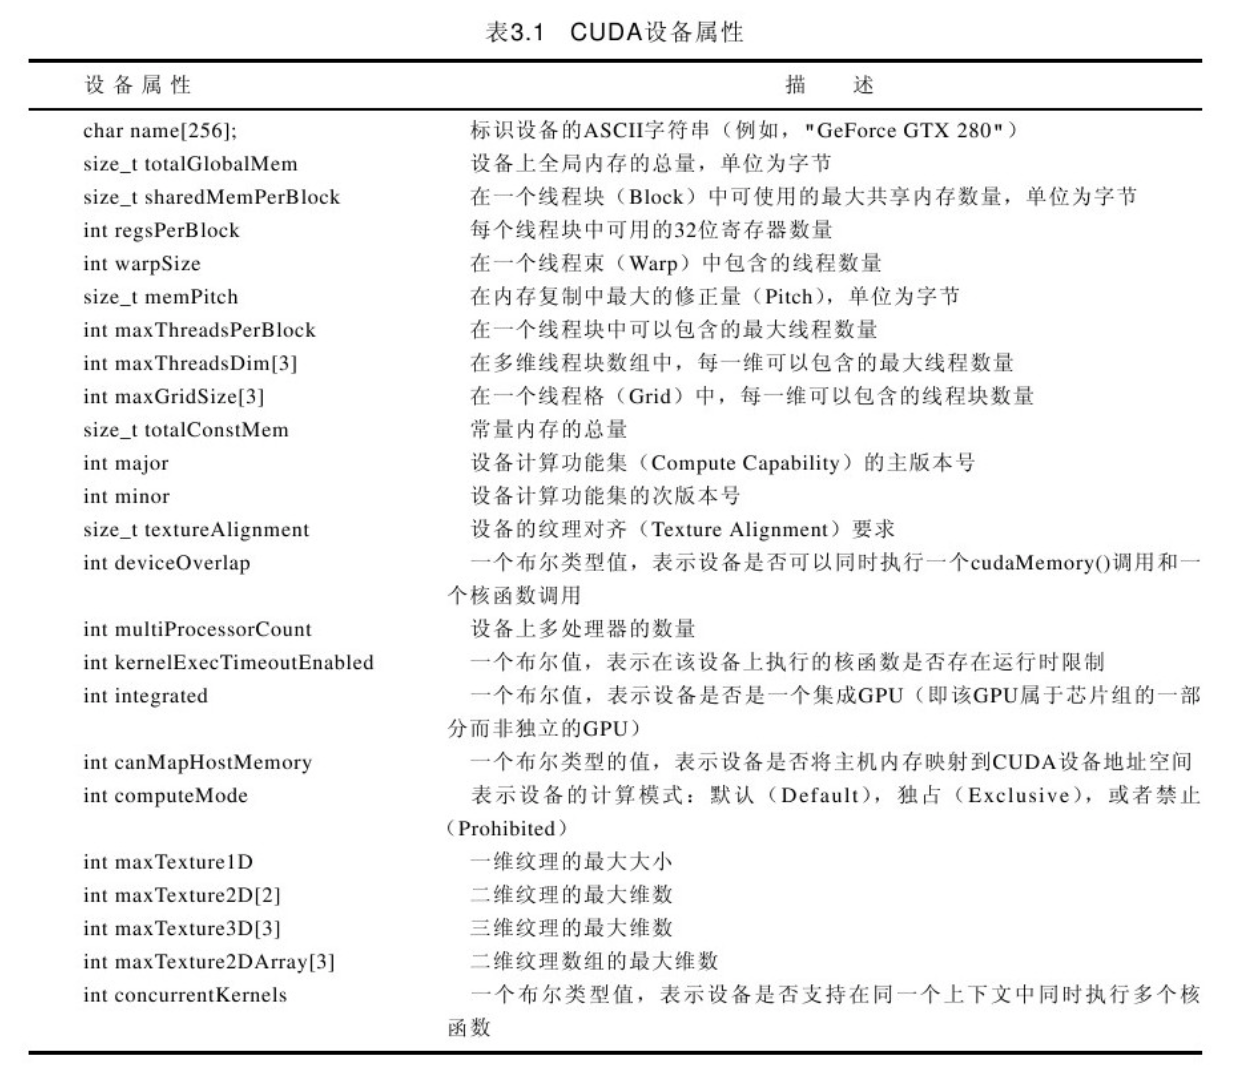 表3.1 CUDA设备属性
设备属性 描述
char name[256]; 标识设备的ASCII字符串（例如，"GeForce GTX 280"）
size_t totalGlobalMem 设备上全局内存的总量，单位为字节
size_t sharedMemPerBlock 在一个线程块（Block）中可使用的最大共享内存数量，单位为字节
int regsPerBlock 每个线程块中可用的32位寄存器数量
int warpSize 在一个线程束（Warp）中包含的线程数量
size_t memPitch 在内存复制中最大的修正量（Pitch），单位为字节
int maxThreadsPerBlock 在一个线程块中可以包含的最大线程数量
int maxThreadsDim[3] 在多维线程块数组中，每一维可以包含的最大线程数量
int maxGridSize[3] 在一个线程格（Grid）中，每一维可以包含的线程块数量
size_t totalConstMem 常量内存的总量
int major 设备计算功能集（Compute Capability）的主版本号
int minor 设备计算功能集的次版本号
size_t textureAlignment 设备的纹理对齐（Texture Alignment）要求
int deviceOverlap 一个布尔类型值，表示设备是否可以同时执行一个cudaMemory()调用和一
个核函数调用
int multiProcessorCount 设备上多处理器的数量
int kernelExecTimeoutEnabled 一个布尔值，表示在该设备上执行的核函数是否存在运行时限制
int integrated 一个布尔值，表示设备是否是一个集成GPU（即该GPU属于芯片组的一部
分而非独立的GPU）
int canMapHostMemory 一个布尔类型的值，表示设备是否将主机内存映射到CUDA设备地址空间
int computeMode 表示设备的计算模式：默认（Default），独占（Exclusive），或者禁止
（Prohibited）
int maxTexture1D 一维纹理的最大大小
int maxTexture2D[2] 二维纹理的最大维数
int maxTexture3D[3] 三维纹理的最大维数
int maxTexture2DArray[3] 二维纹理数组的最大维数
int concurrentKernels 一个布尔类型值，表示设备是否支持在同一个上下文中同时执行多个核
函数